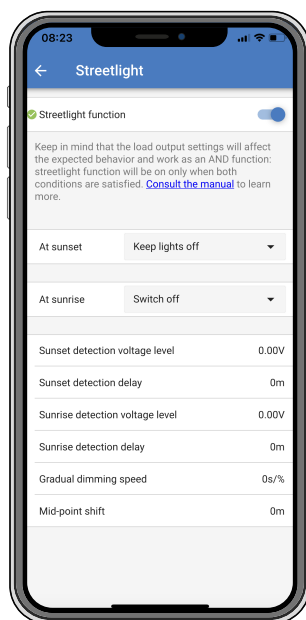 08:23
Streetlight
Streetlight function
Keep in mind that the load output settings will affect
the expected behavior and work as an AND function:
streetlight function will be on only when both
conditions are satisfied. Consult the manual to learn
more.
At sunset Keep lights off
At sunrise Switch off
Sunset detection voltage level 0.00V
Sunset detection delay 0m
Sunrise detection voltage level 0.00V
Sunrise detection delay 0m
Gradual dimming speed 0s/%
Mid-point shift 0m